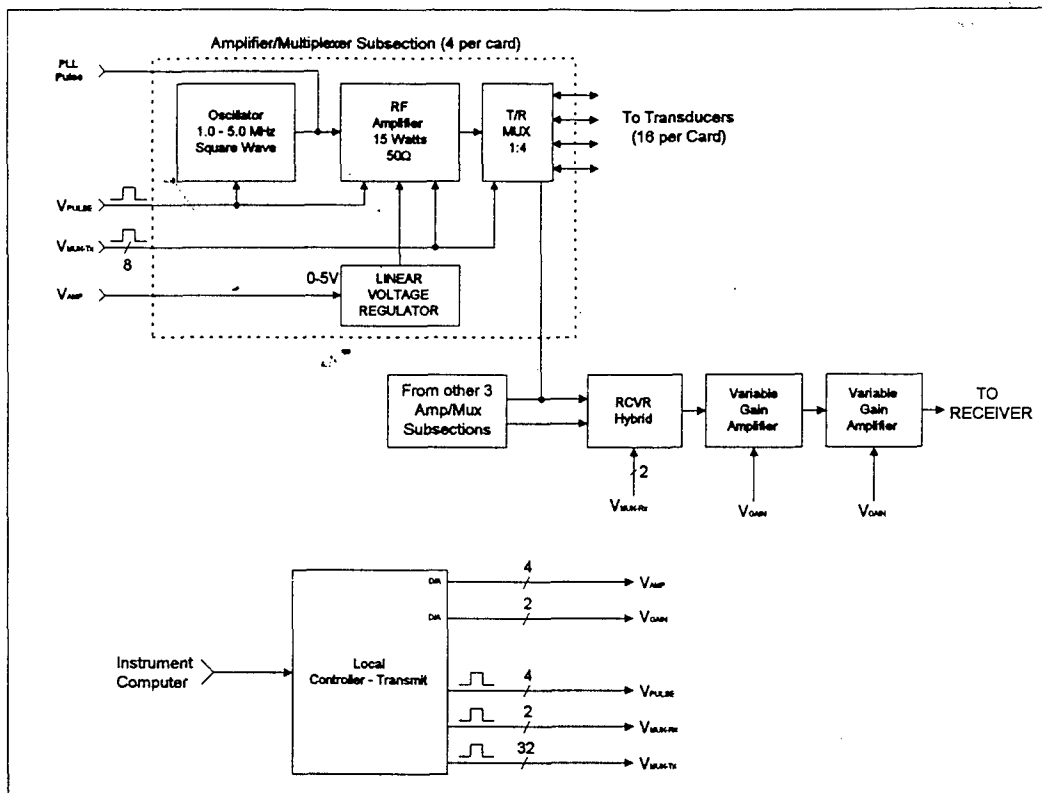 Amplifier/Multiplexer Subsection (4 per card)
PLL
Pulse
Oscillator
1.0 - 5.0 MHz
Square Wave
RF
Amplifier
15 Watts
50Ω
T/R
MUX
1:4
To Transducers
(16 per Card)
VPULSE
VMUX-Tx
8
VAMP
0-5V
LINEAR
VOLTAGE
REGULATOR
From other 3
Amp/Mux
Subsections
RCVR
Hybrid
Variable
Gain
Amplifier
Variable
Gain
Amplifier
TO
RECEIVER
2
VMUX-Rx
VGAIN
VGAIN
Instrument
Computer
Local
Controller - Transmit
D/A
4
VAMP
D/A
2
VGAIN
4
VPULSE
2
VMUX-Rx
32
VMUX-TX